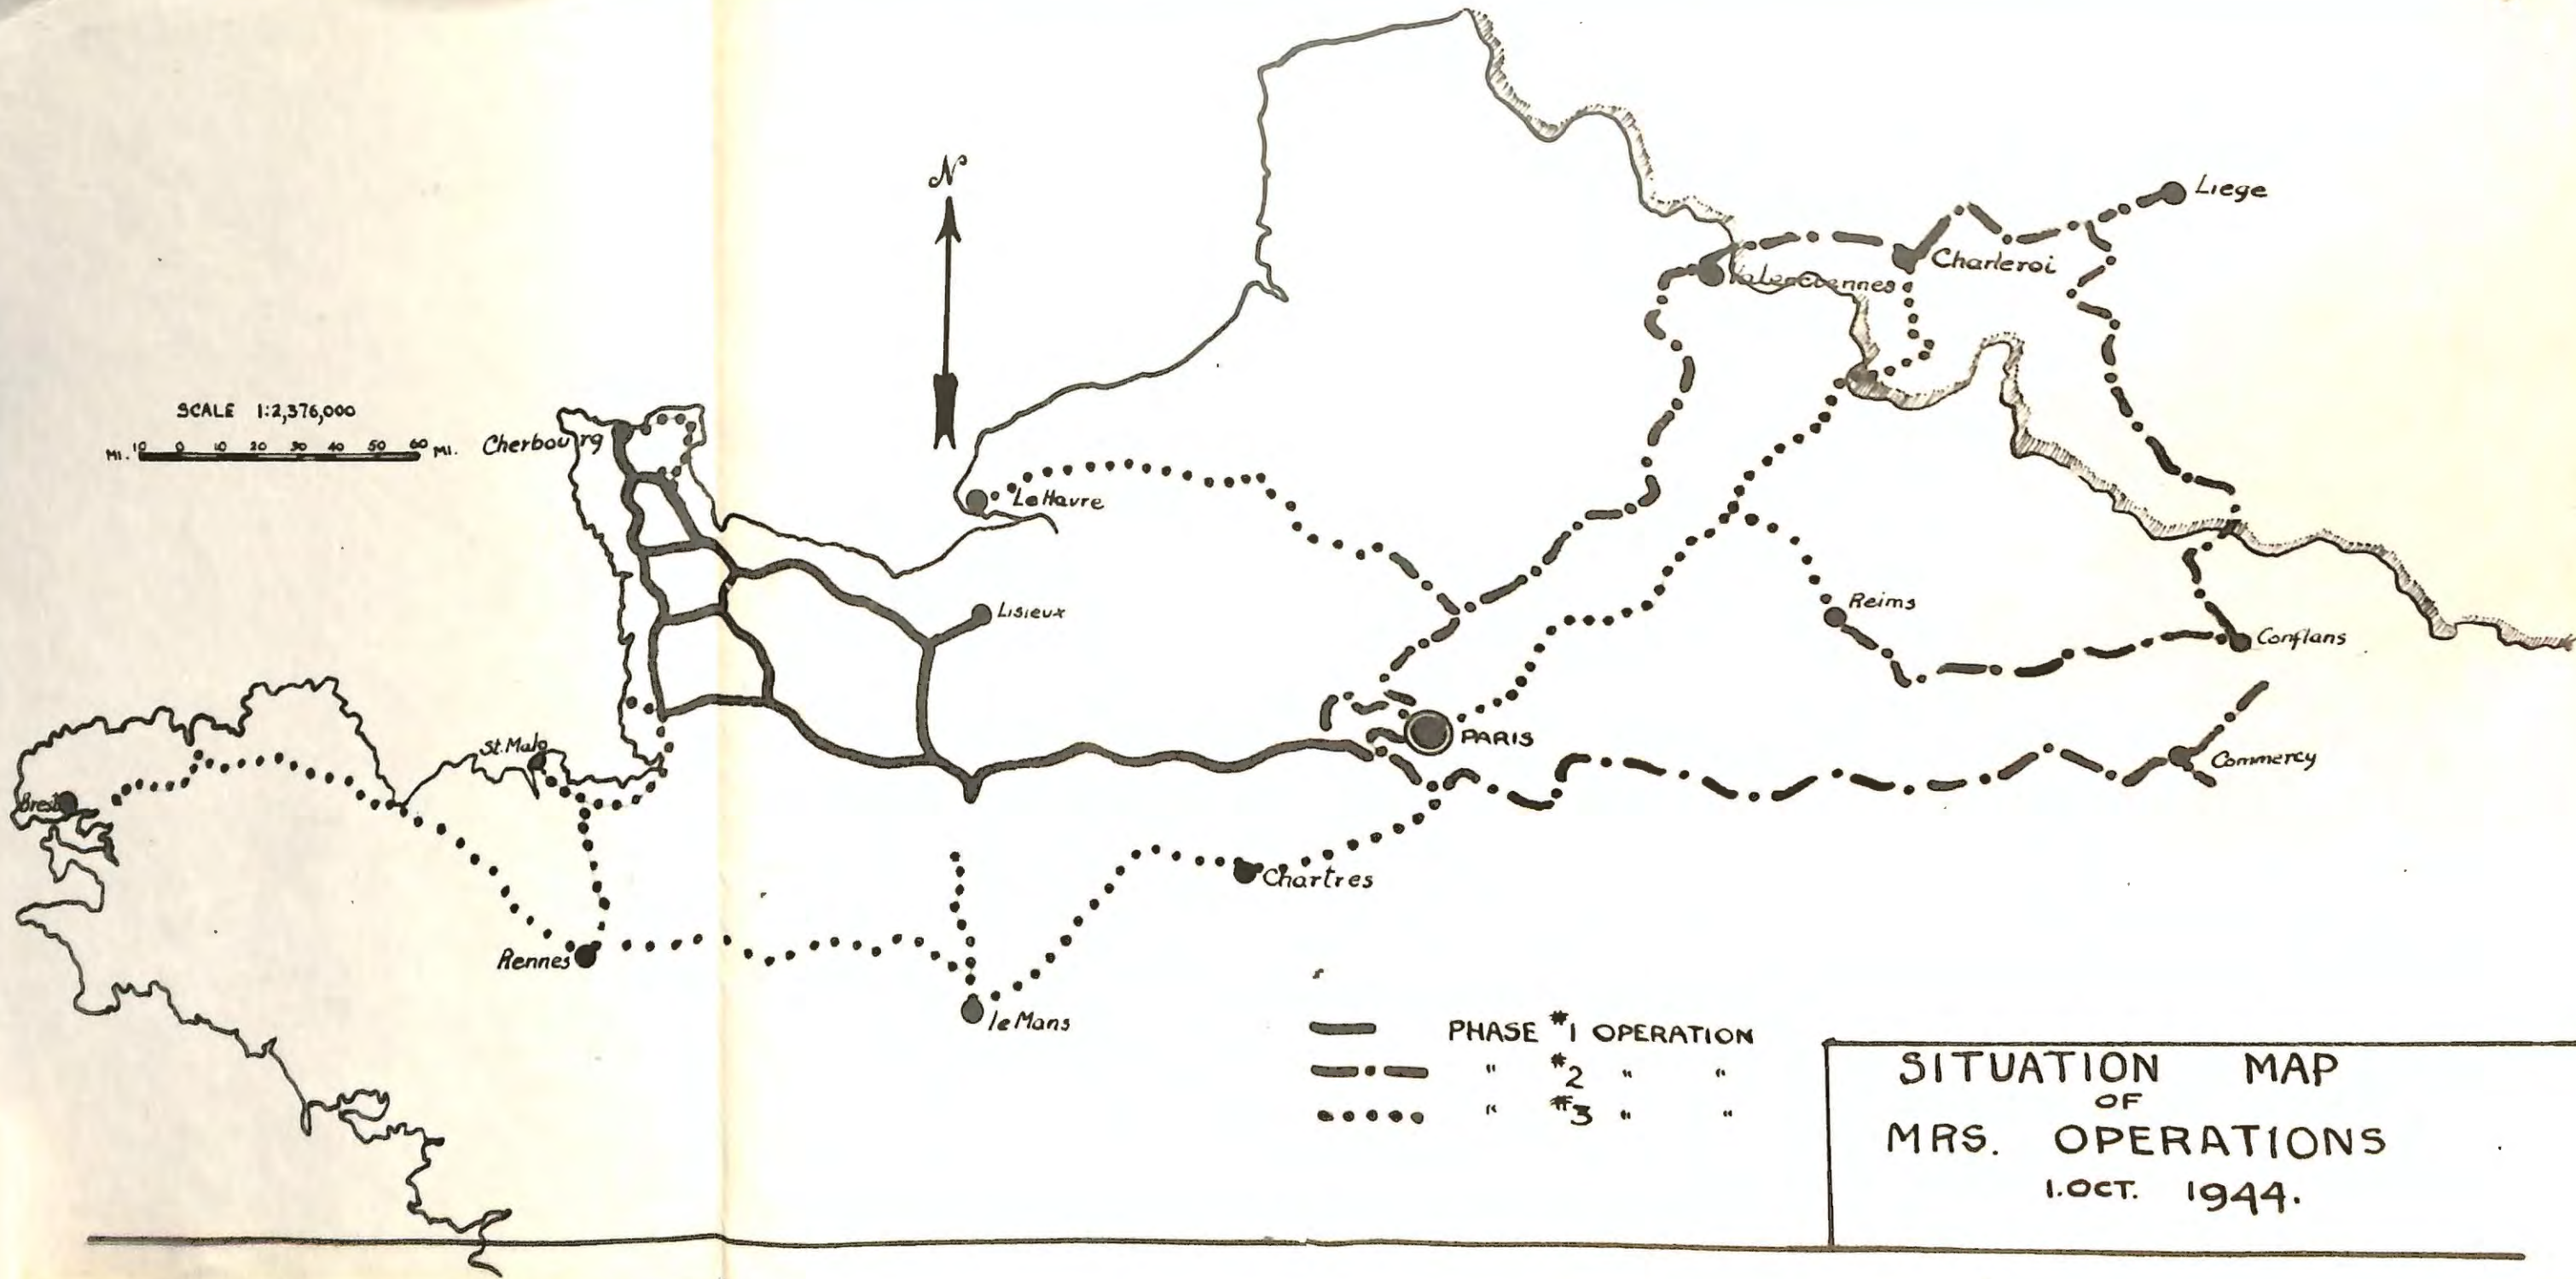 N
Liege
Charleroi
Valenciennes
SCALE 1:2,376,000
MI. 10 0 10 20 30 40 50 60 MI.
Cherbourg
Le Havre
Lisieux
Reims
Conflans
St. Malo
PARIS
Commercy
Brest
Chartres
Rennes
le Mans
PHASE #1 OPERATION
" #2 " "
" #3 " "
SITUATION MAP
OF
MRS. OPERATIONS
1.OCT. 1944.